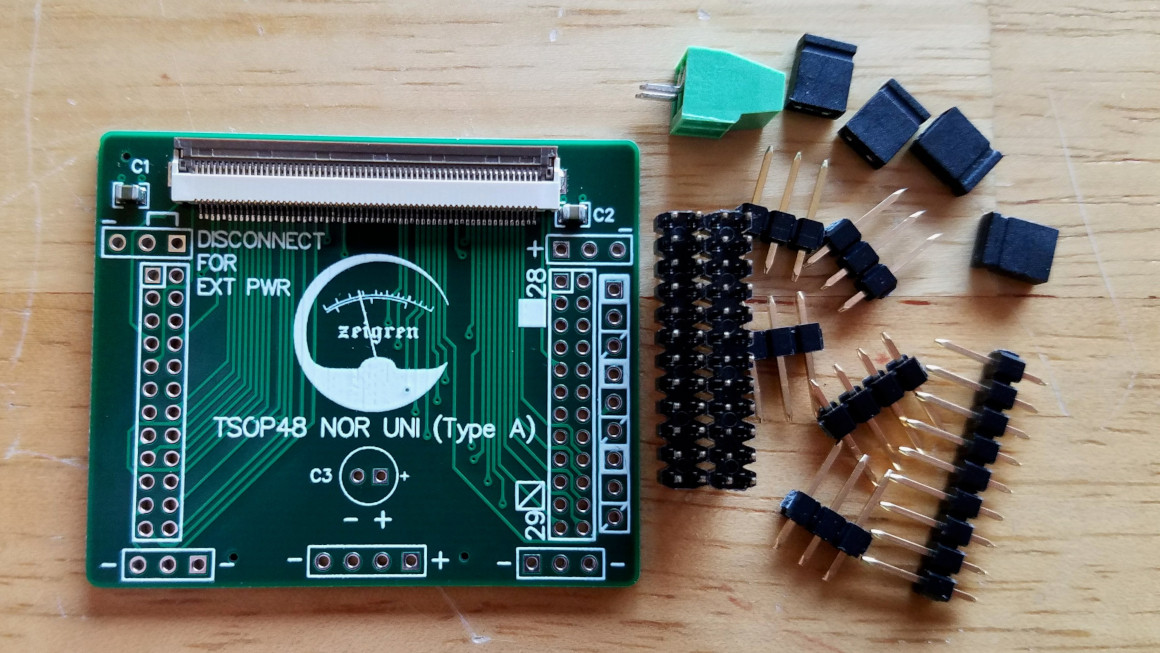 C1
C2
DISCONNECT
FOR
EXT PWR
- + -
28
zeigren
TSOP48 NOR UNI (Type A)
C3 +
- +
29
- - - + - -